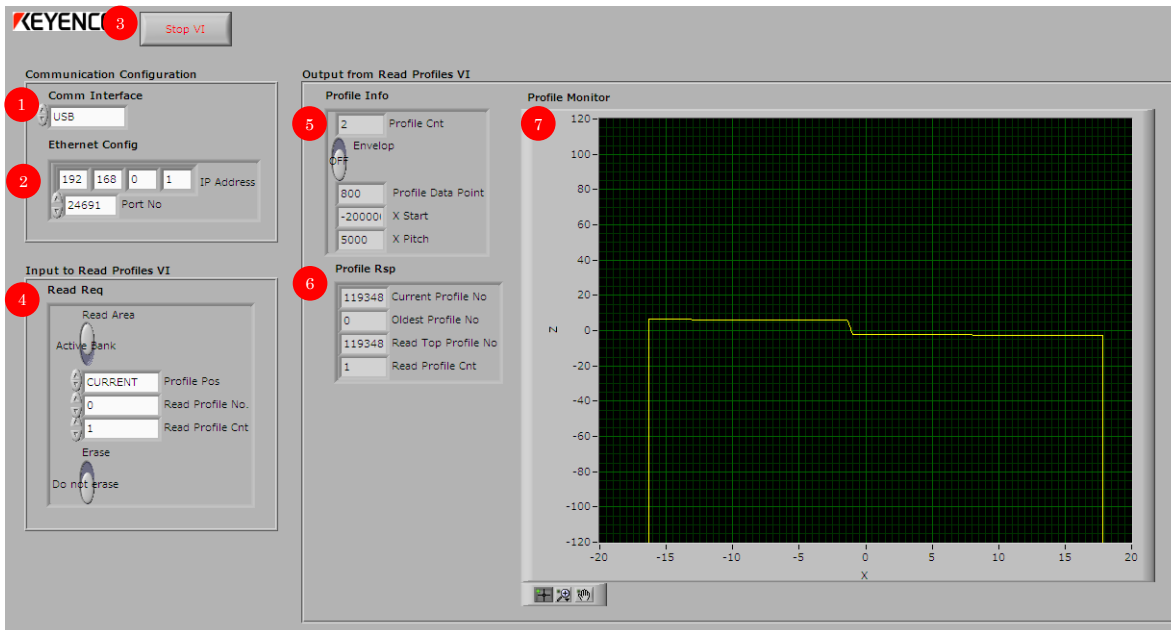 KEYENC
3
Stop VI
Communication Configuration
Comm Interface
1
USB
Ethernet Config
2
192 168 0 1 IP Address
24691 Port No
Input to Read Profiles VI
Read Req
4
Read Area
Active Bank
CURRENT Profile Pos
0 Read Profile No.
1 Read Profile Cnt
Erase
Do not erase
Output from Read Profiles VI
Profile Info
5
2 Profile Cnt
Envelop
OFF
800 Profile Data Point
-20000 X Start
5000 X Pitch
Profile Rsp
6
119348 Current Profile No
0 Oldest Profile No
119348 Read Top Profile No
1 Read Profile Cnt
Profile Monitor
7
120
100
80
60
40
20
Z
0
-20
-40
-60
-80
-100
-120
-20 -15 -10 -5 0 5 10 15 20
X